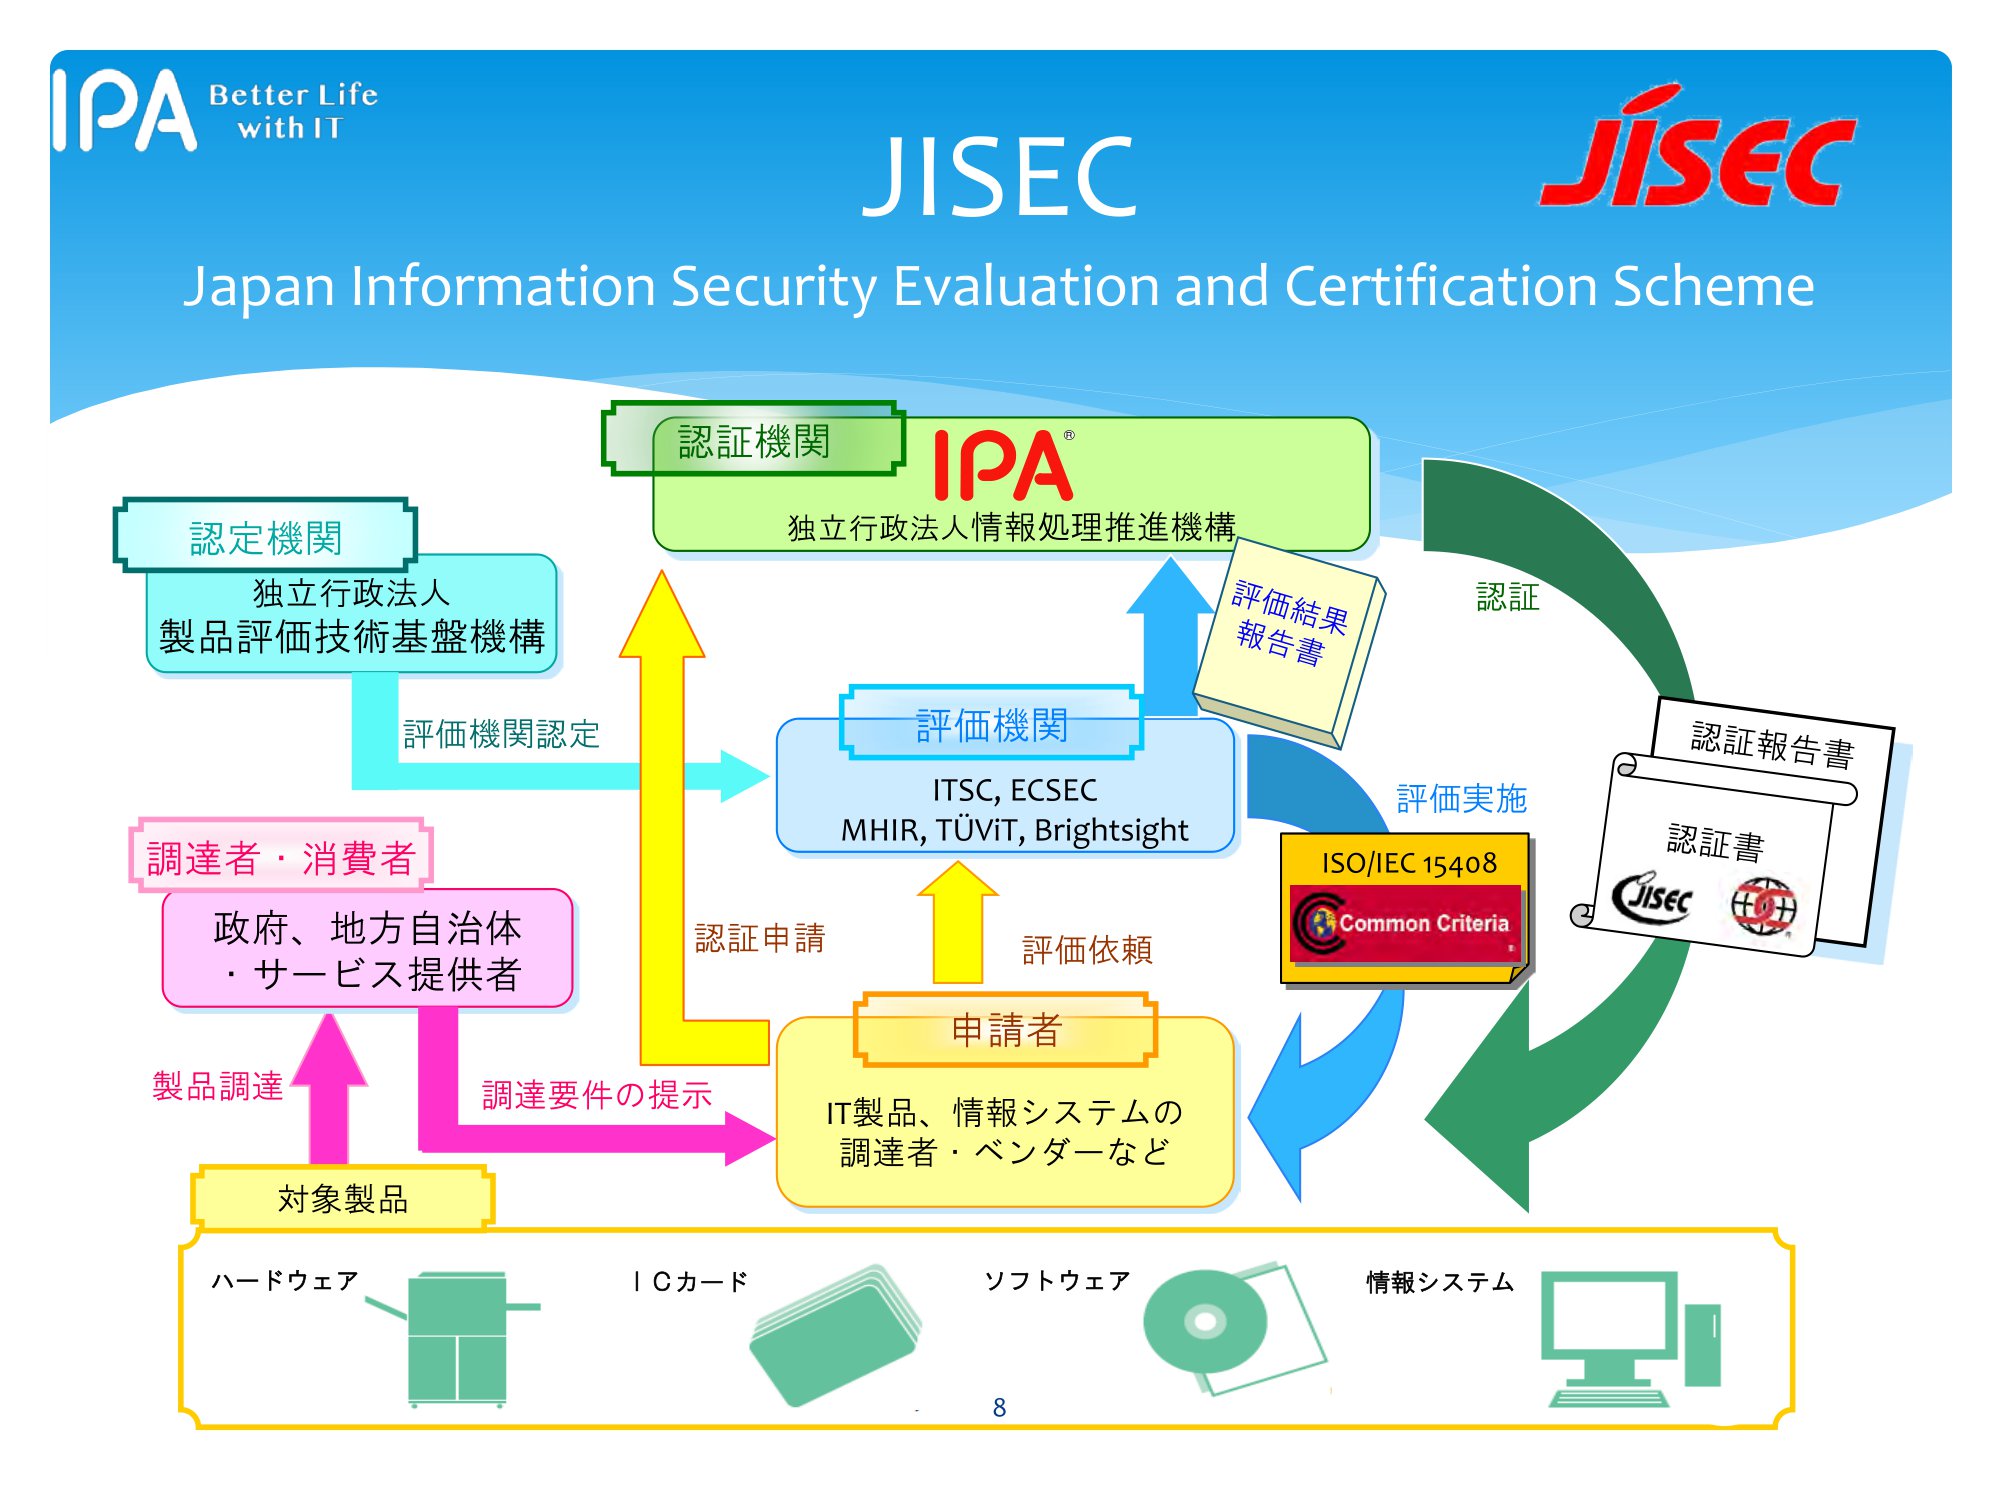 IPA Better Life
with IT
JISEC
JISEC
Japan Information Security Evaluation and Certification Scheme
認証機関
IPA®
独立行政法人情報処理推進機構
認定機関
独立行政法人
製品評価技術基盤機構
評価機関認定
認証
評価結果
報告書
評価機関
ITSC, ECSEC
MHIR, TÜViT, Brightsight
評価実施
認証報告書
認証書
JISEC
ISO/IEC 15408
Common Criteria
®
調達者・消費者
政府、地方自治体
・サービス提供者
認証申請
評価依頼
申請者
IT製品、情報システムの
調達者・ベンダーなど
製品調達
調達要件の提示
対象製品
ハードウェア
ＩＣカード
ソフトウェア
情報システム
8